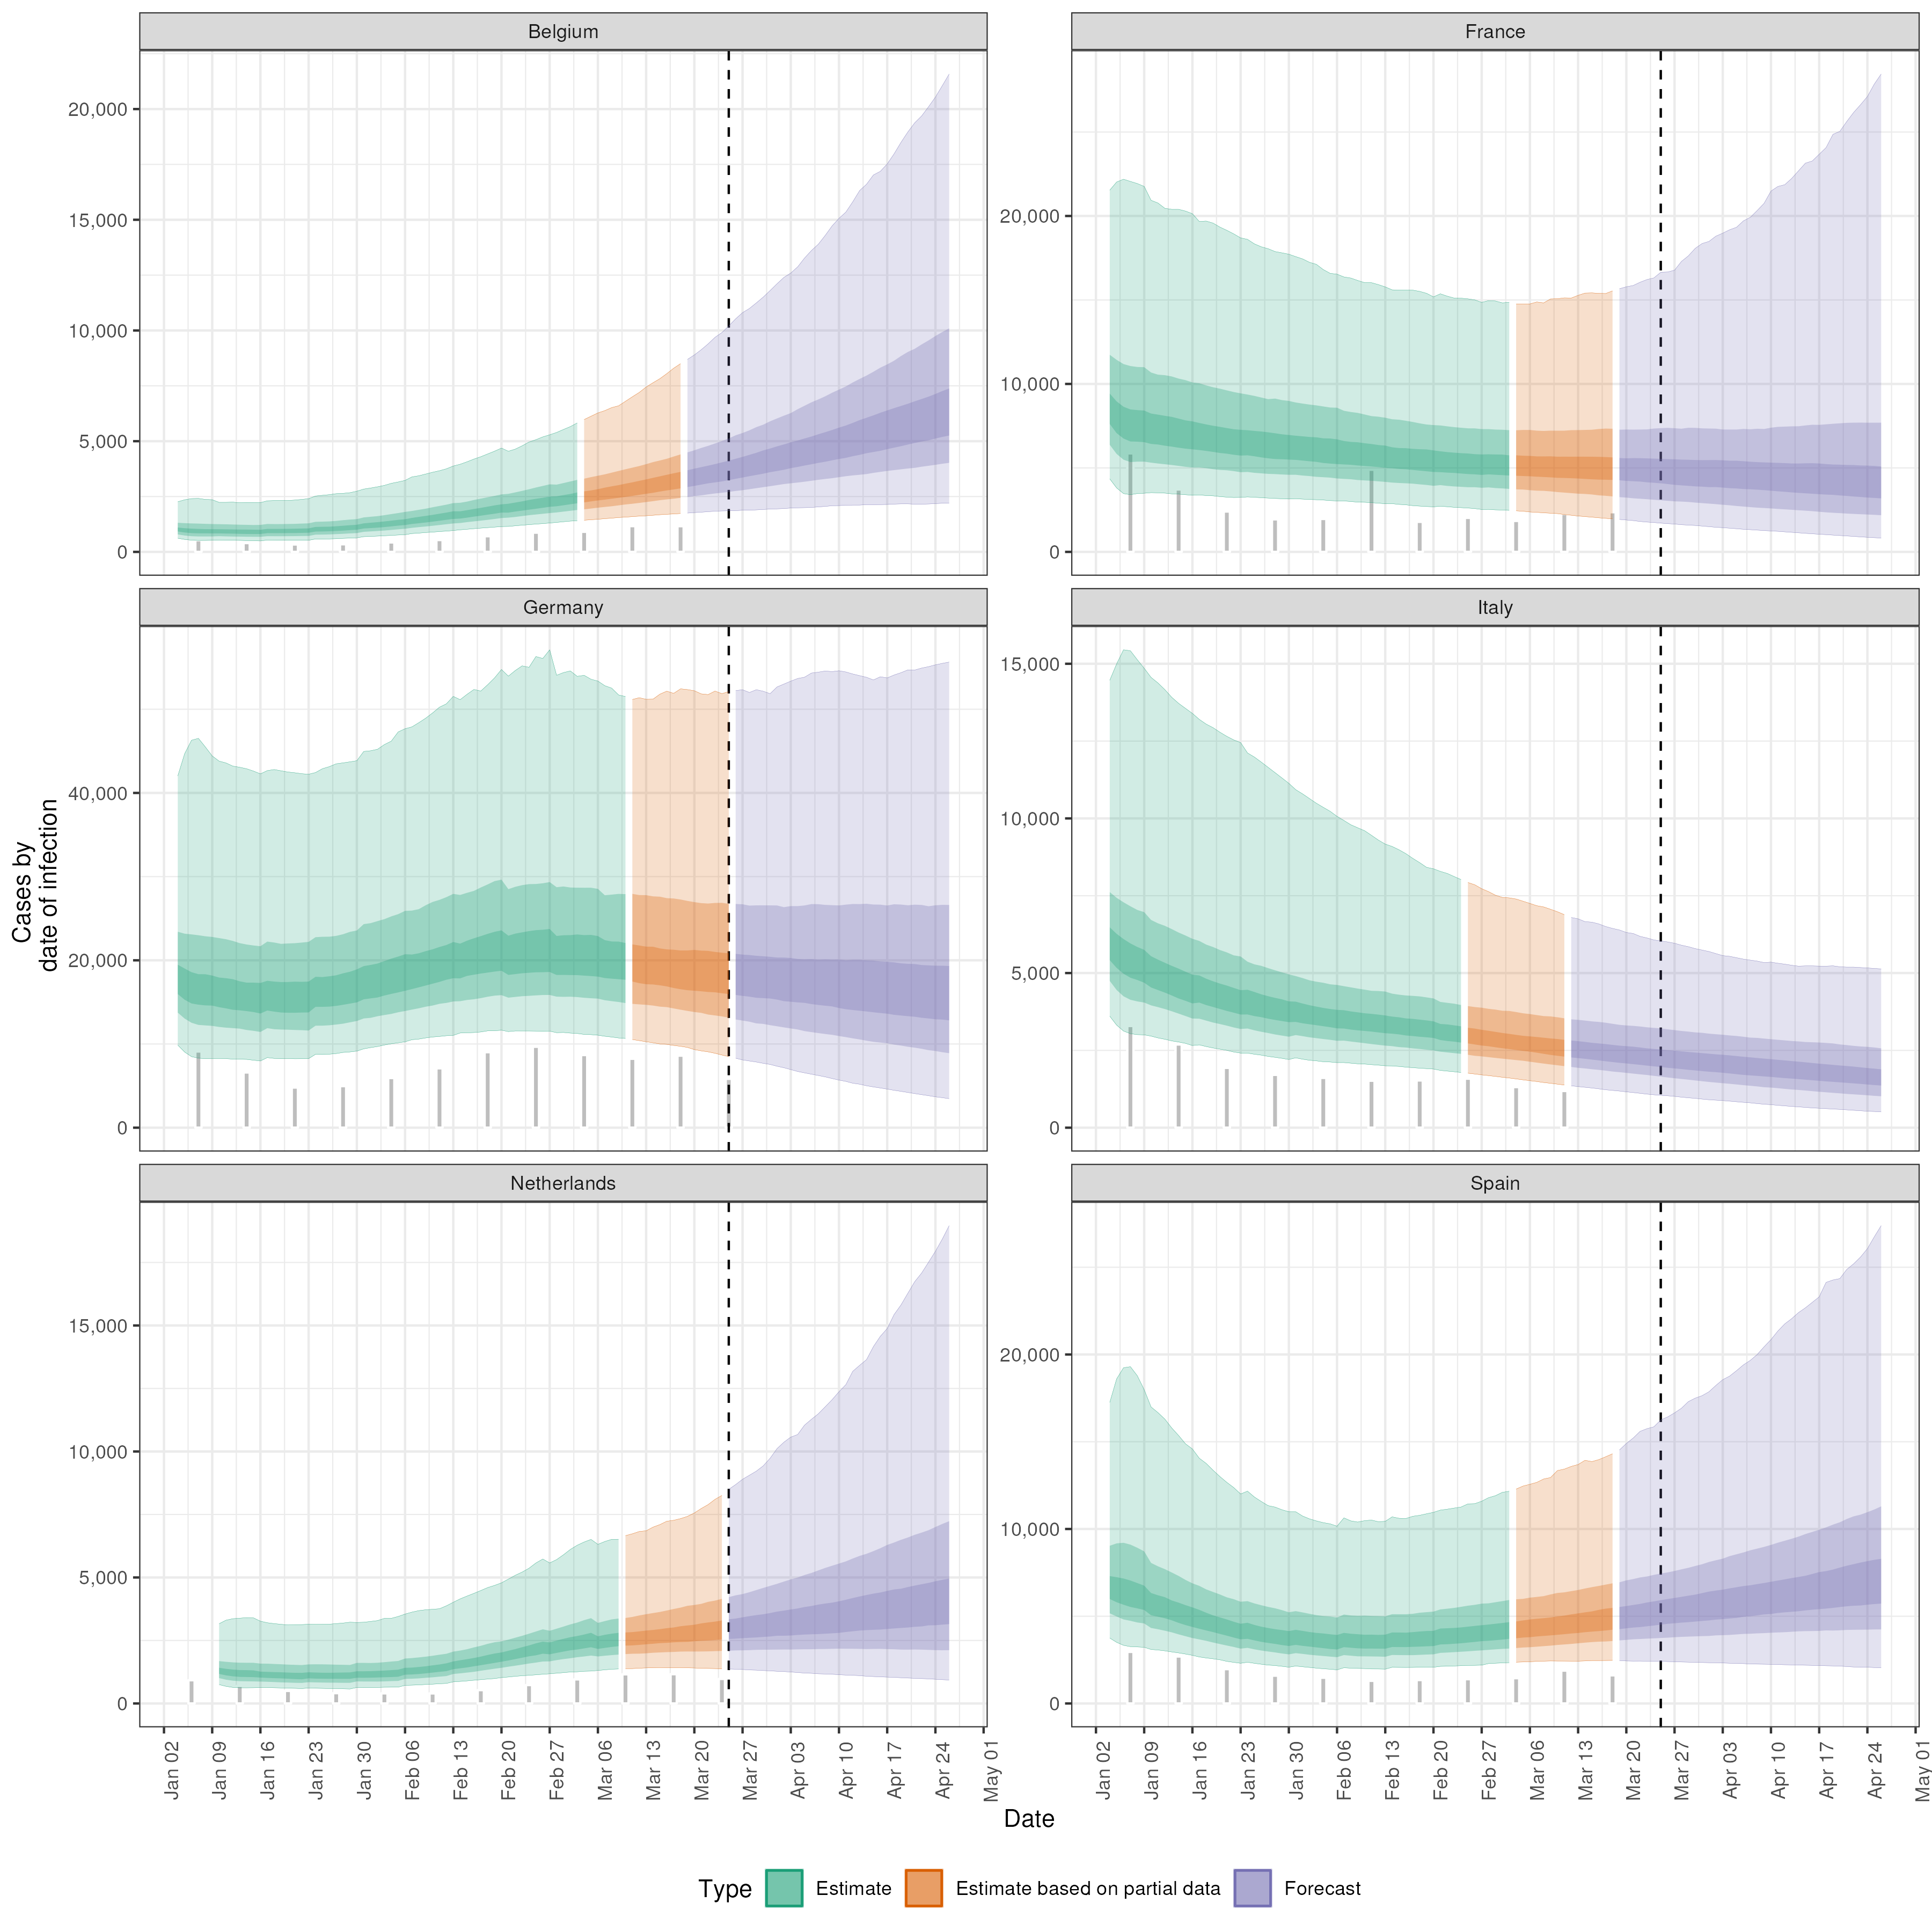 Belgium
France
20,000
15,000
10,000
5,000
0
20,000
10,000
0
Germany
Italy
40,000
20,000
0
15,000
10,000
5,000
0
Cases by
date of infection
Netherlands
Spain
15,000
10,000
5,000
0
20,000
10,000
0
Jan 02
Jan 09
Jan 16
Jan 23
Jan 30
Feb 06
Feb 13
Feb 20
Feb 27
Mar 06
Mar 13
Mar 20
Mar 27
Apr 03
Apr 10
Apr 17
Apr 24
May 01
Jan 02
Jan 09
Jan 16
Jan 23
Jan 30
Feb 06
Feb 13
Feb 20
Feb 27
Mar 06
Mar 13
Mar 20
Mar 27
Apr 03
Apr 10
Apr 17
Apr 24
May 01
Date
Type
Estimate
Estimate based on partial data
Forecast